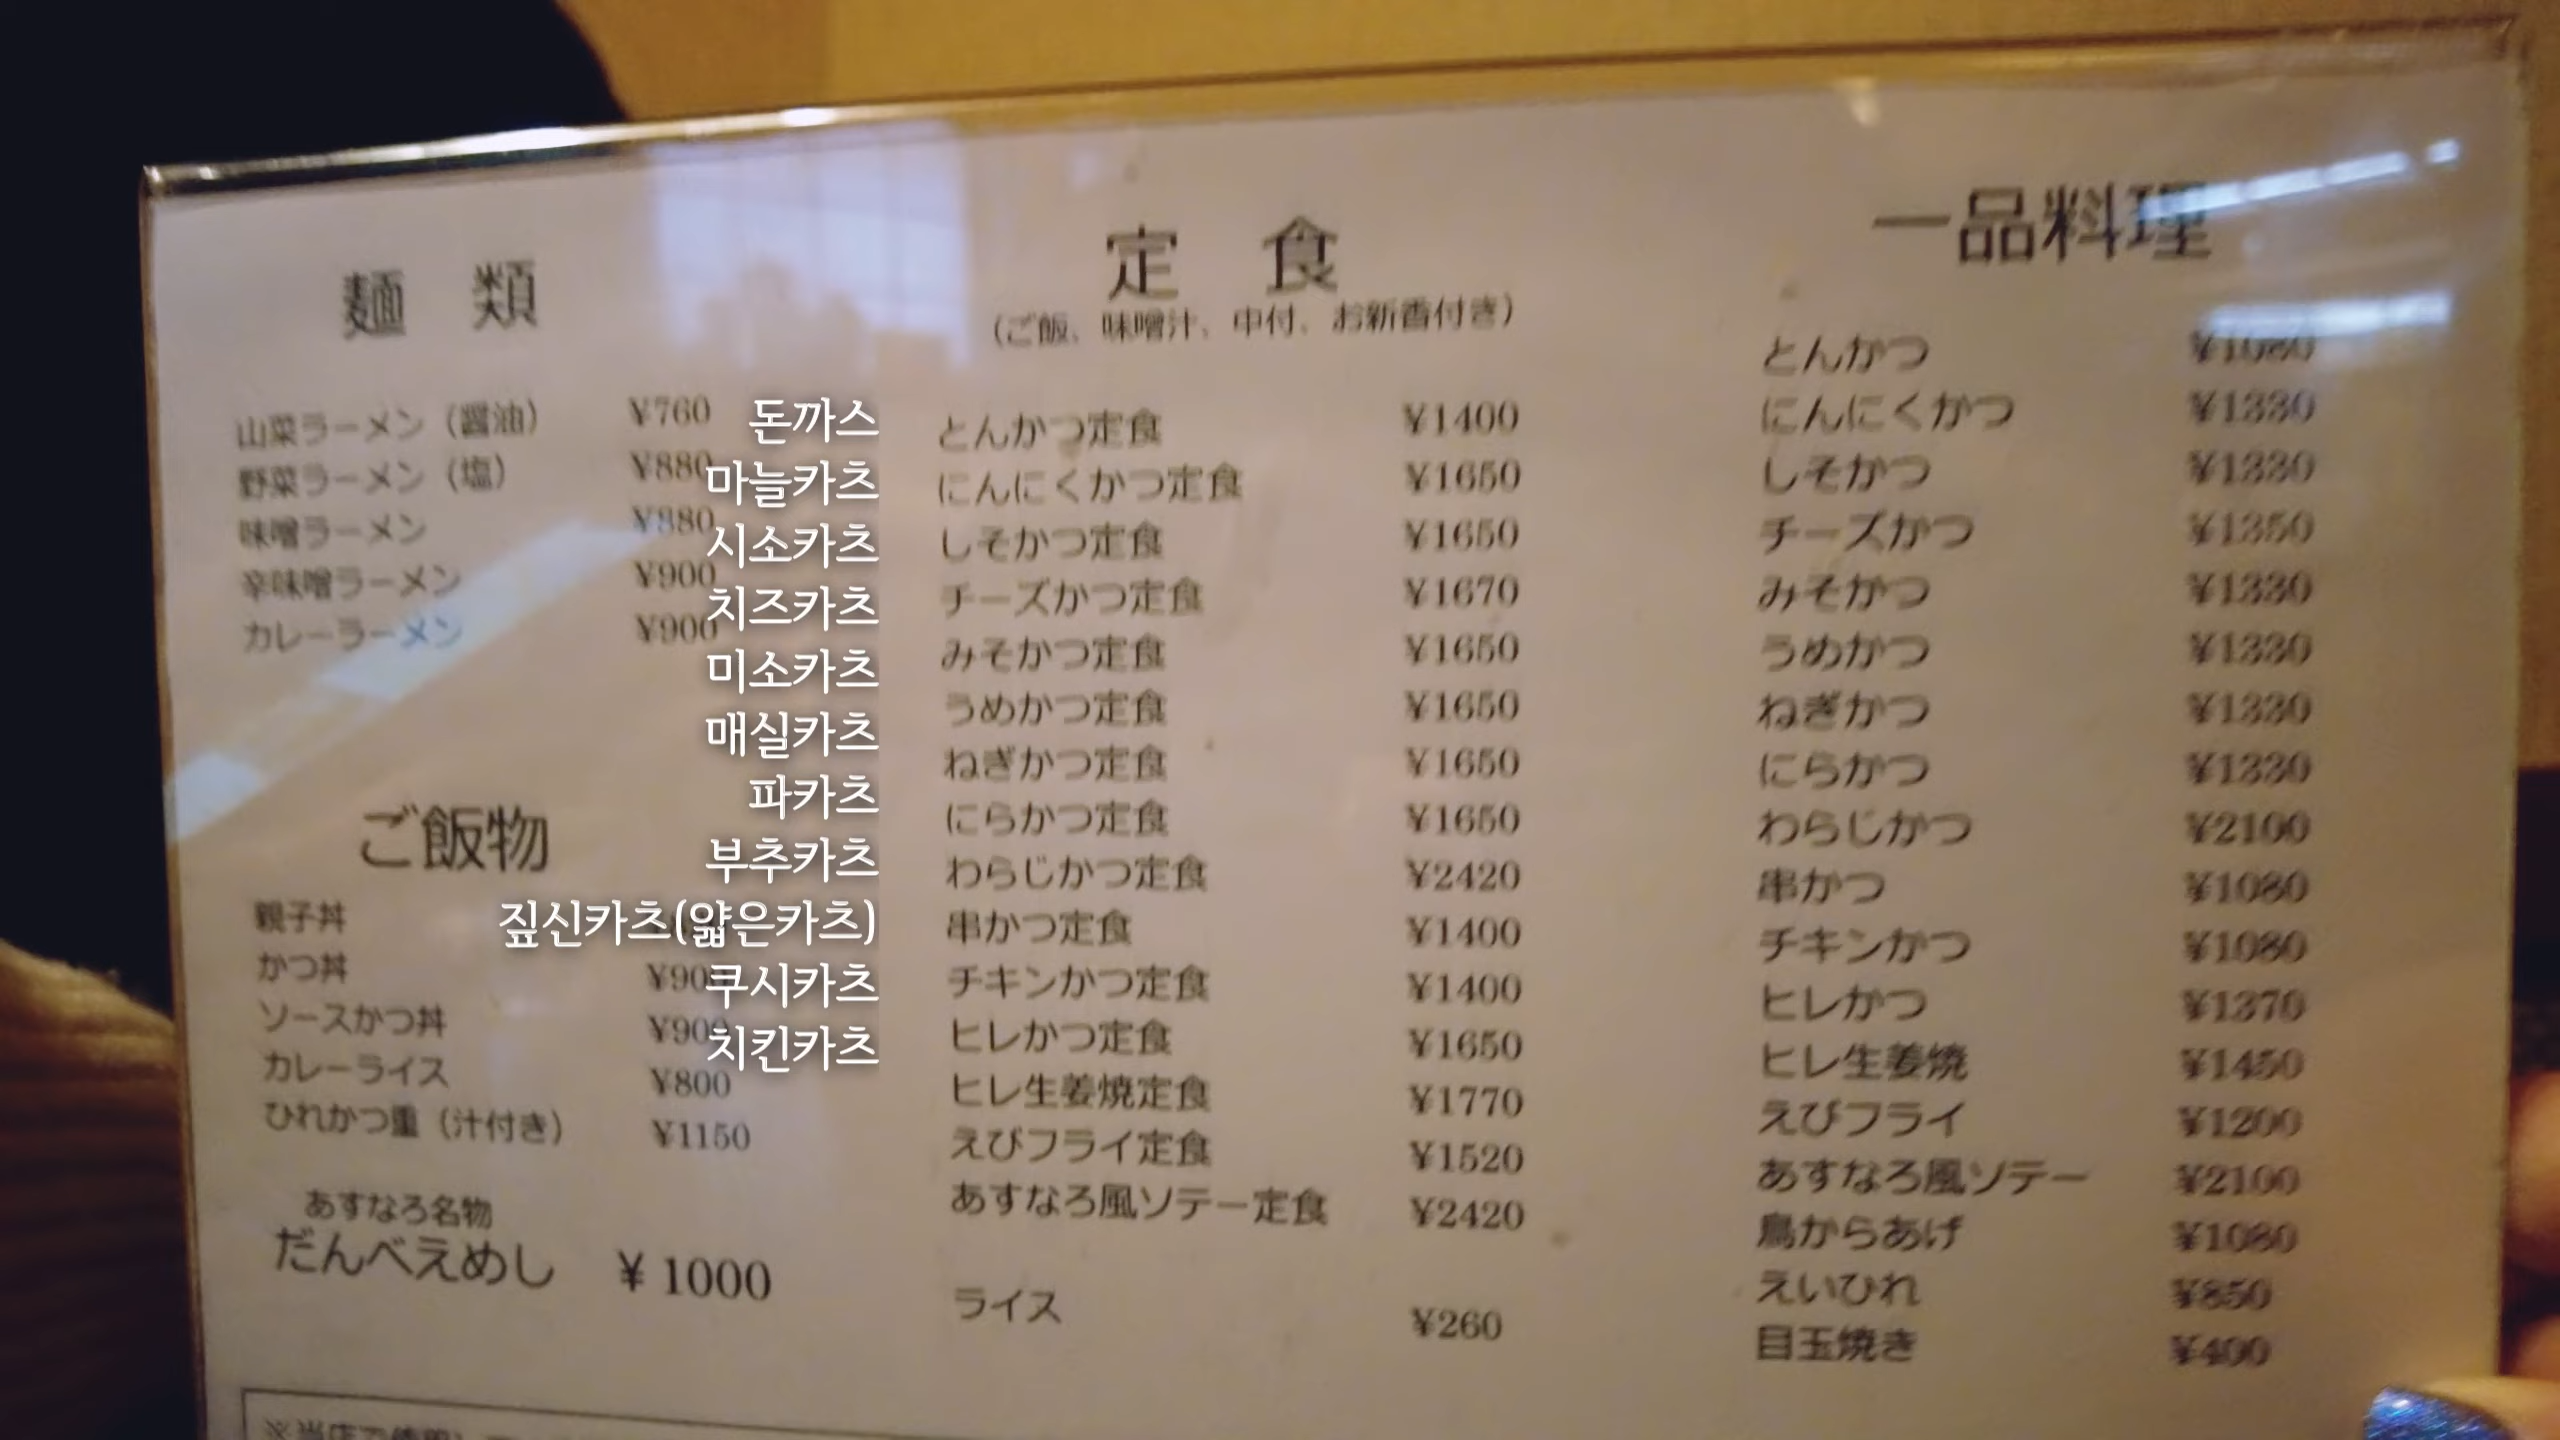 麺 類
山菜ラーメン（醤油） ¥760
野菜ラーメン（塩） ¥880
味噌ラーメン ¥880
辛味噌ラーメン ¥900
カレーラーメン ¥900
ご飯物
親子丼
かつ丼 ¥900
ソースかつ丼 ¥900
カレーライス ¥800
ひれかつ重（汁付き） ¥1150
あすなろ名物
だんべえめし ¥1000
돈까스
마늘카츠
시소카츠
치즈카츠
미소카츠
매실카츠
파카츠
부추카츠
짚신카츠(얇은카츠)
쿠시카츠
치킨카츠
定 食
（ご飯、味噌汁、中付、お新香付き）
とんかつ定食 ¥1400
にんにくかつ定食 ¥1650
しそかつ定食 ¥1650
チーズかつ定食 ¥1670
みそかつ定食 ¥1650
うめかつ定食 ¥1650
ねぎかつ定食 ¥1650
にらかつ定食 ¥1650
わらじかつ定食 ¥2420
串かつ定食 ¥1400
チキンかつ定食 ¥1400
ヒレかつ定食 ¥1650
ヒレ生姜焼定食 ¥1770
えびフライ定食 ¥1520
あすなろ風ソテー定食 ¥2420
ライス ¥260
一品料理
とんかつ ¥1080
にんにくかつ ¥1330
しそかつ ¥1330
チーズかつ ¥1350
みそかつ ¥1330
うめかつ ¥1330
ねぎかつ ¥1330
にらかつ ¥1330
わらじかつ ¥2100
串かつ ¥1080
チキンかつ ¥1080
ヒレかつ ¥1370
ヒレ生姜焼 ¥1450
えびフライ ¥1200
あすなろ風ソテー ¥2100
鳥からあげ ¥1080
えいひれ ¥850
目玉焼き ¥400